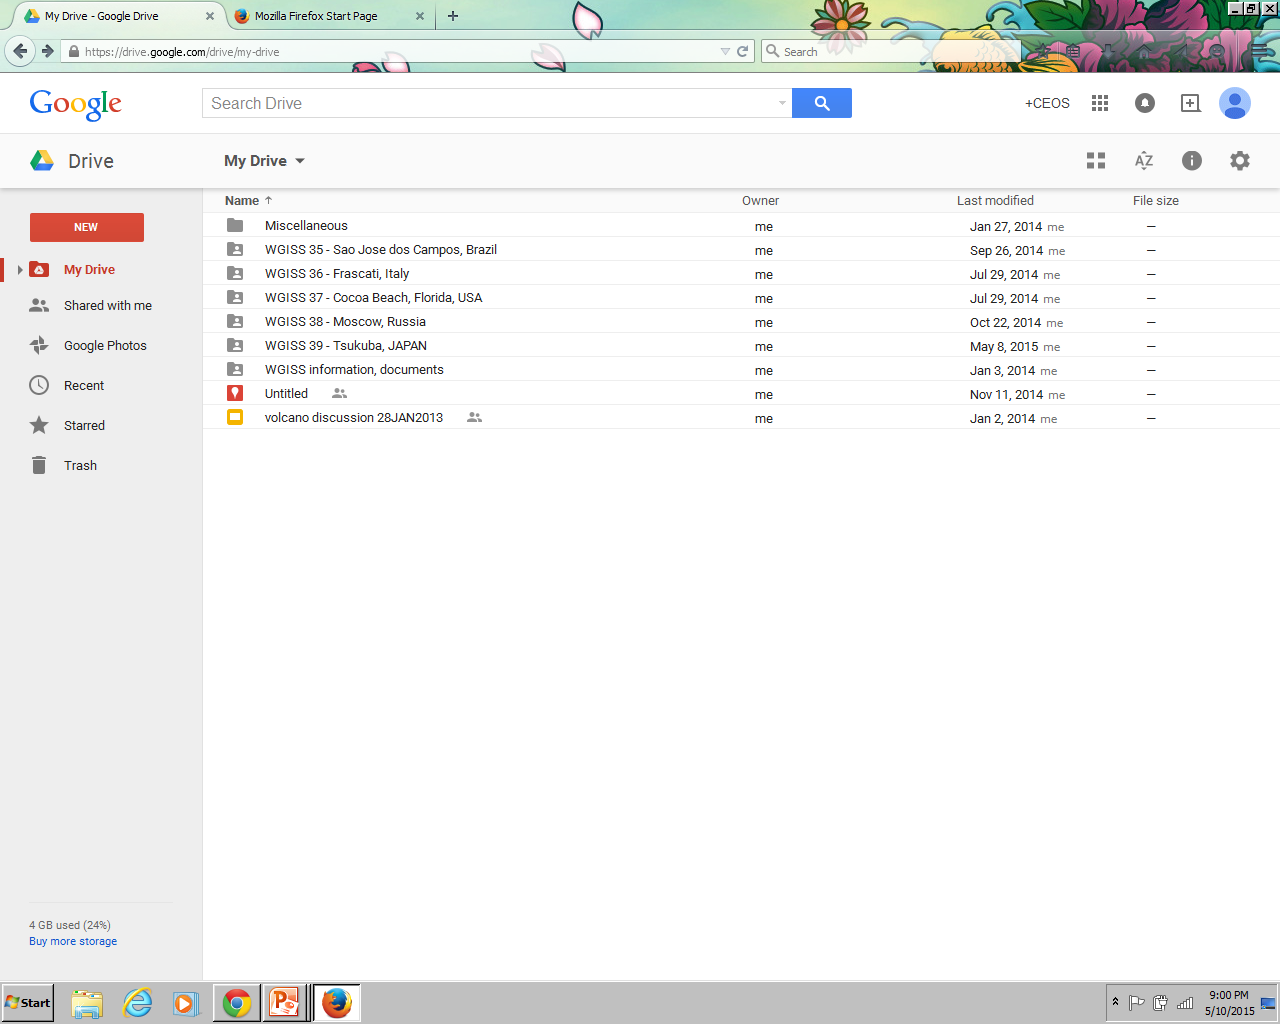 My Drive - Google Drive
Mozilla Firefox Start Page
https://drive.google.com/drive/my-drive
Search
Google
Search Drive
+CEOS
Drive
My Drive
Name Owner Last modified File size
NEW
My Drive
Shared with me
Google Photos
Recent
Starred
Trash
Miscellaneous me Jan 27, 2014 me —
WGISS 35 - Sao Jose dos Campos, Brazil me Sep 26, 2014 me —
WGISS 36 - Frascati, Italy me Jul 29, 2014 me —
WGISS 37 - Cocoa Beach, Florida, USA me Jul 29, 2014 me —
WGISS 38 - Moscow, Russia me Oct 22, 2014 me —
WGISS 39 - Tsukuba, JAPAN me May 8, 2015 me —
WGISS information, documents me Jan 3, 2014 me —
Untitled me Nov 11, 2014 me —
volcano discussion 28JAN2013 me Jan 2, 2014 me —
4 GB used (24%)
Buy more storage
Start
9:00 PM
5/10/2015